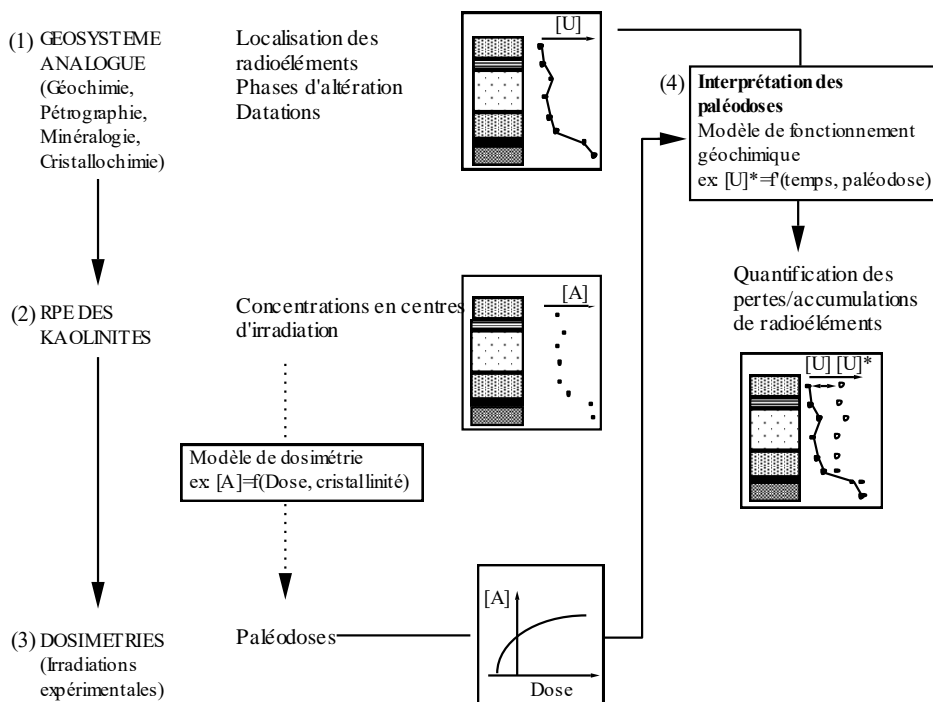 (1) GEOSYSTEME
ANALOGUE
(Géochimie,
Pétrographie,
Minéralogie,
Cristallochimie)
Localisation des
radioéléments
Phases d'altération
Datations
[U]
(4) Interprétation des
paléodoses
Modèle de fonctionnement
géochimique
ex: [U]*=f'(temps, paléodose)
(2) RPE DES
KAOLINITES
Concentrations en centres
d'irradiation
[A]
Quantification des
pertes/accumulations
de radioéléments
[U] [U]*
Modèle de dosimétrie
ex: [A]=f(Dose, cristallinité)
(3) DOSIMETRIES
(Irradiations
expérimentales)
Paléodoses
[A]
Dose